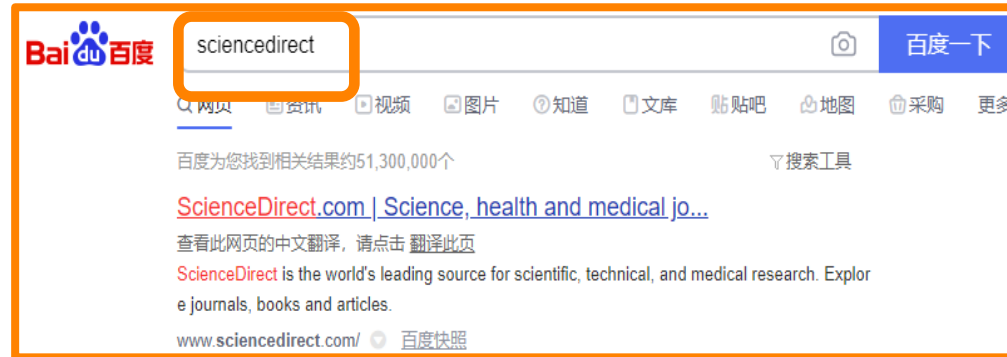 Bai du 百度 sciencedirect 百度一下
网页 资讯 视频 图片 知道 文库 贴吧 地图 采购 更多
百度为您找到相关结果约51,300,000个 搜索工具
ScienceDirect.com | Science, health and medical jo...
查看此网页的中文翻译，请点击 翻译此页
ScienceDirect is the world's leading source for scientific, technical, and medical research. Explor
e journals, books and articles.
www.sciencedirect.com/ 百度快照